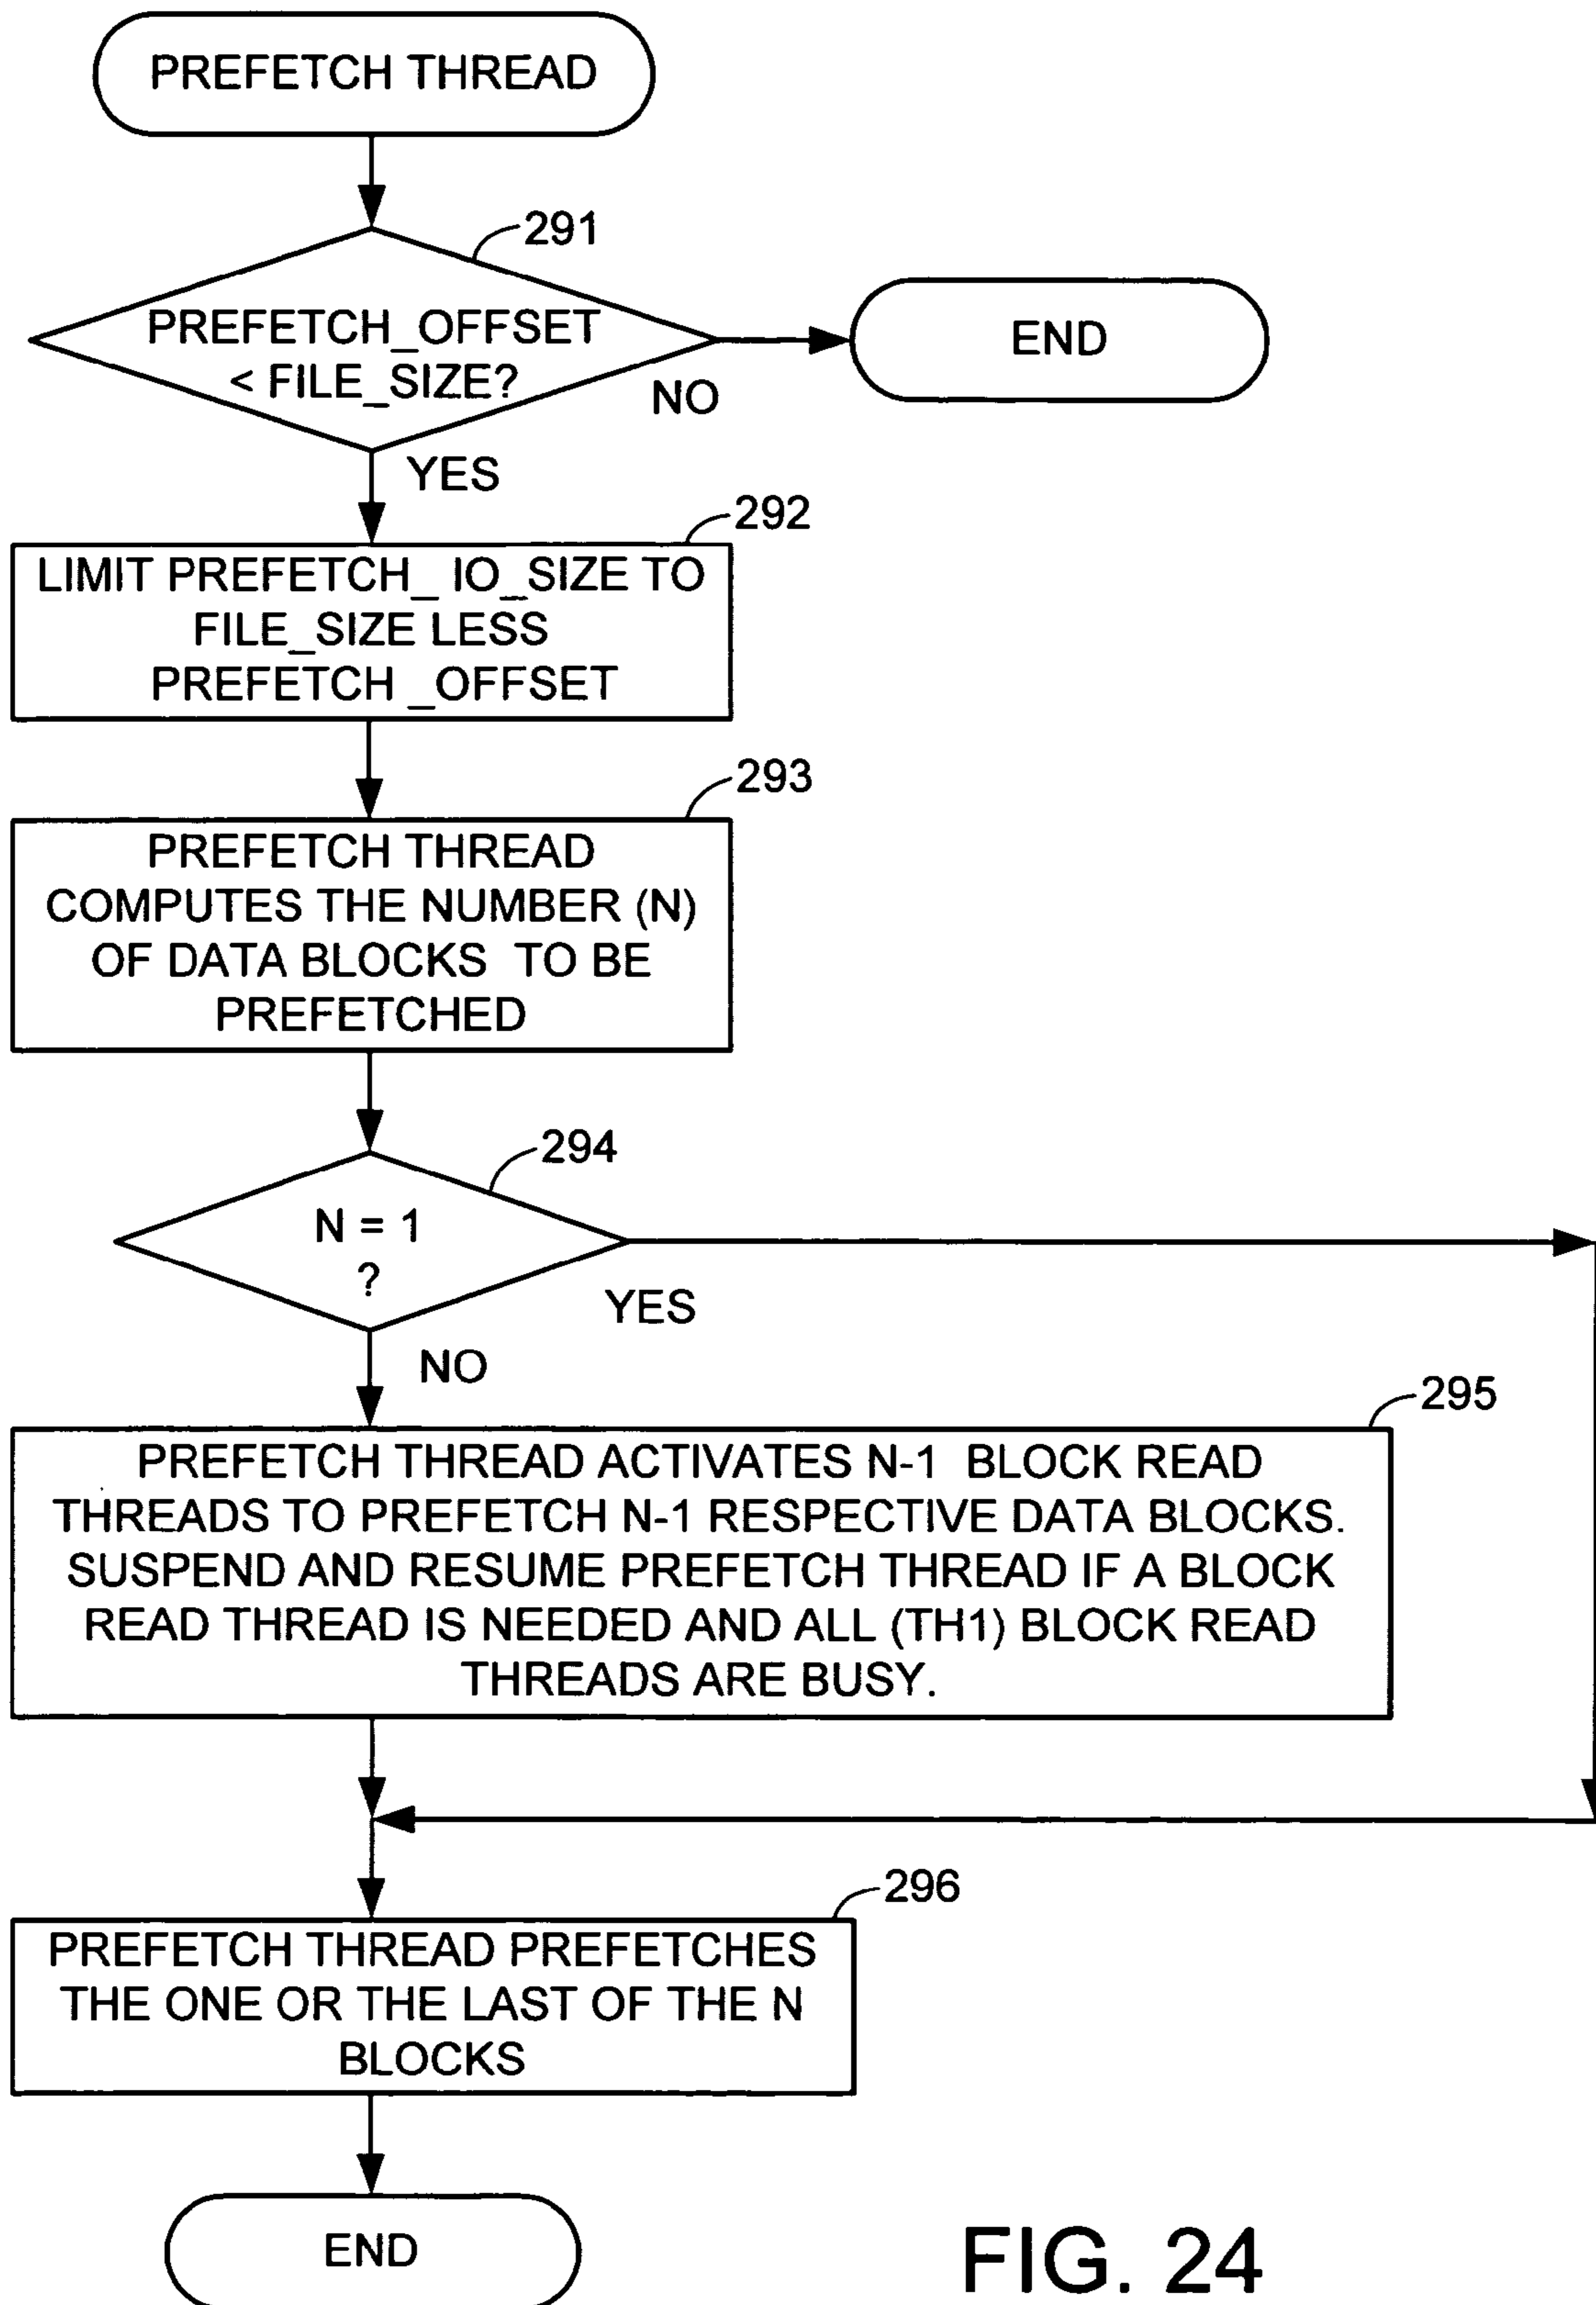 PREFETCH THREAD
291
PREFETCH_OFFSET
< FILE_SIZE?
END
NO
YES
292
LIMIT PREFETCH_ IO_SIZE TO
FILE_SIZE LESS
PREFETCH _OFFSET
293
PREFETCH THREAD
COMPUTES THE NUMBER (N)
OF DATA BLOCKS TO BE
PREFETCHED
294
N = 1
?
YES
NO
295
PREFETCH THREAD ACTIVATES N-1 BLOCK READ
THREADS TO PREFETCH N-1 RESPECTIVE DATA BLOCKS.
SUSPEND AND RESUME PREFETCH THREAD IF A BLOCK
READ THREAD IS NEEDED AND ALL (TH1) BLOCK READ
THREADS ARE BUSY.
296
PREFETCH THREAD PREFETCHES
THE ONE OR THE LAST OF THE N
BLOCKS
END
FIG. 24